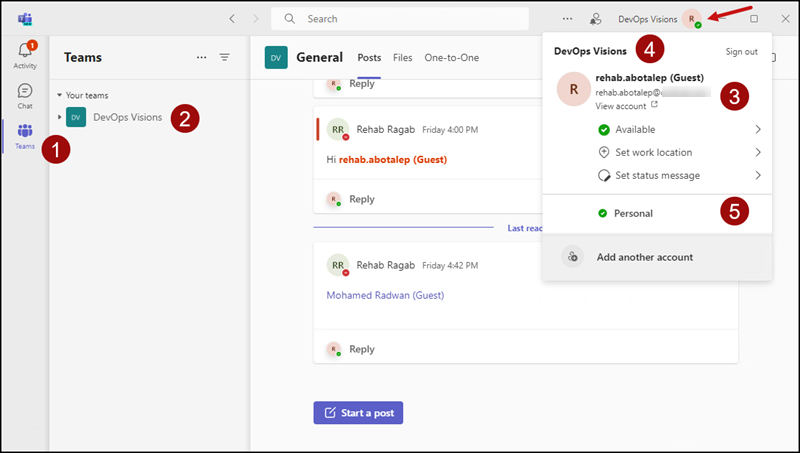 Search
DevOps Visions
R
1
Activity
Chat
Teams
1
Teams
Your teams
DevOps Visions
2
DV
General
Posts
Files
One-to-One
R
Reply
RR
Rehab Ragab
Friday 4:00 PM
Hi rehab.abotalep (Guest)
R
Reply
Last read
RR
Rehab Ragab
Friday 4:42 PM
Mohamed Radwan (Guest)
R
Reply
Start a post
DevOps Visions
4
Sign out
R
rehab.abotalep (Guest)
rehab.abotalep@
View account
3
Available
Set work location
Set status message
Personal
5
Add another account